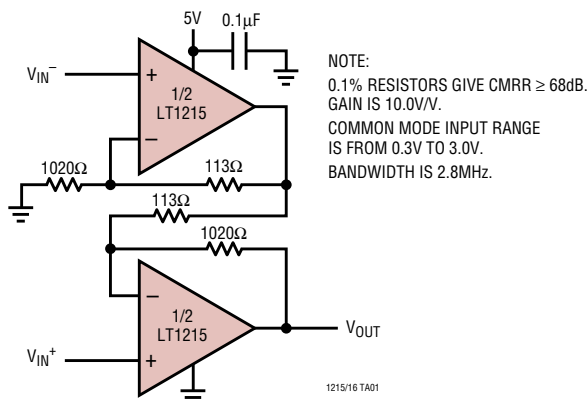 5V
0.1µF
VIN–
+
1/2
LT1215
–
1020Ω
113Ω
113Ω
1020Ω
–
1/2
LT1215
+
VIN+
VOUT
NOTE:
0.1% RESISTORS GIVE CMRR ≥ 68dB.
GAIN IS 10.0V/V.
COMMON MODE INPUT RANGE
IS FROM 0.3V TO 3.0V.
BANDWIDTH IS 2.8MHz.
1215/16 TA01